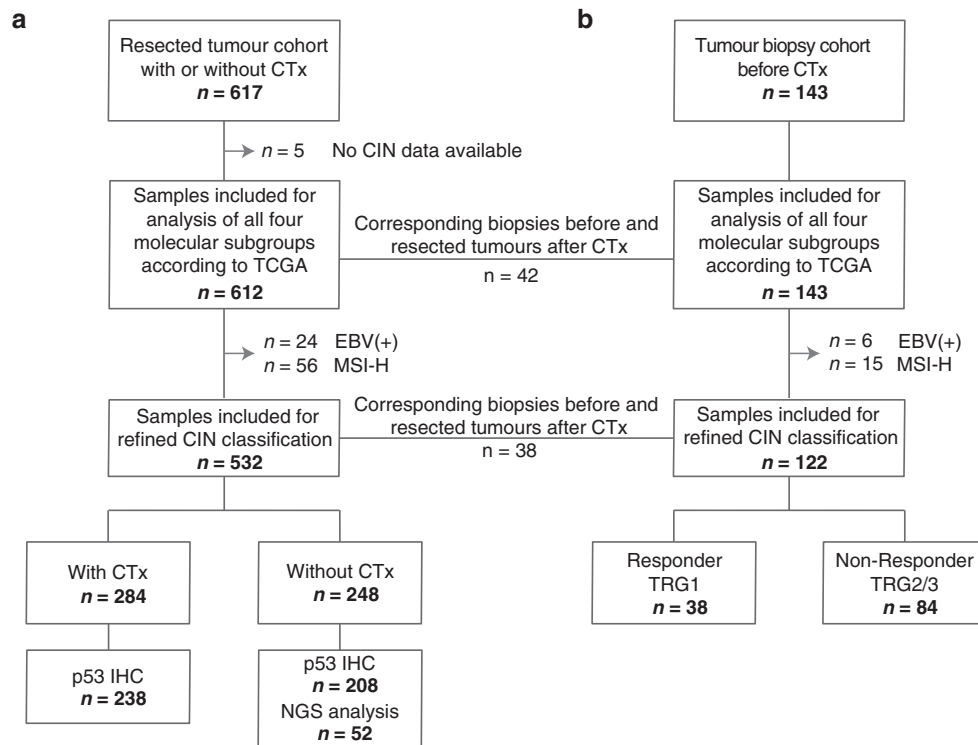 a
Resected tumour cohort
with or without CTx
n = 617
n = 5 No CIN data available
Samples included for
analysis of all four
molecular subgroups
according to TCGA
n = 612
n = 24 EBV(+)
n = 56 MSI-H
Samples included for
refined CIN classification
n = 532
With CTx
n = 284
Without CTx
n = 248
p53 IHC
n = 238
p53 IHC
n = 208
NGS analysis
n = 52
Corresponding biopsies before and
resected tumours after CTx
n = 42
Corresponding biopsies before and
resected tumours after CTx
n = 38
b
Tumour biopsy cohort
before CTx
n = 143
Samples included for
analysis of all four
molecular subgroups
according to TCGA
n = 143
n = 6 EBV(+)
n = 15 MSI-H
Samples included for
refined CIN classification
n = 122
Responder
TRG1
n = 38
Non-Responder
TRG2/3
n = 84